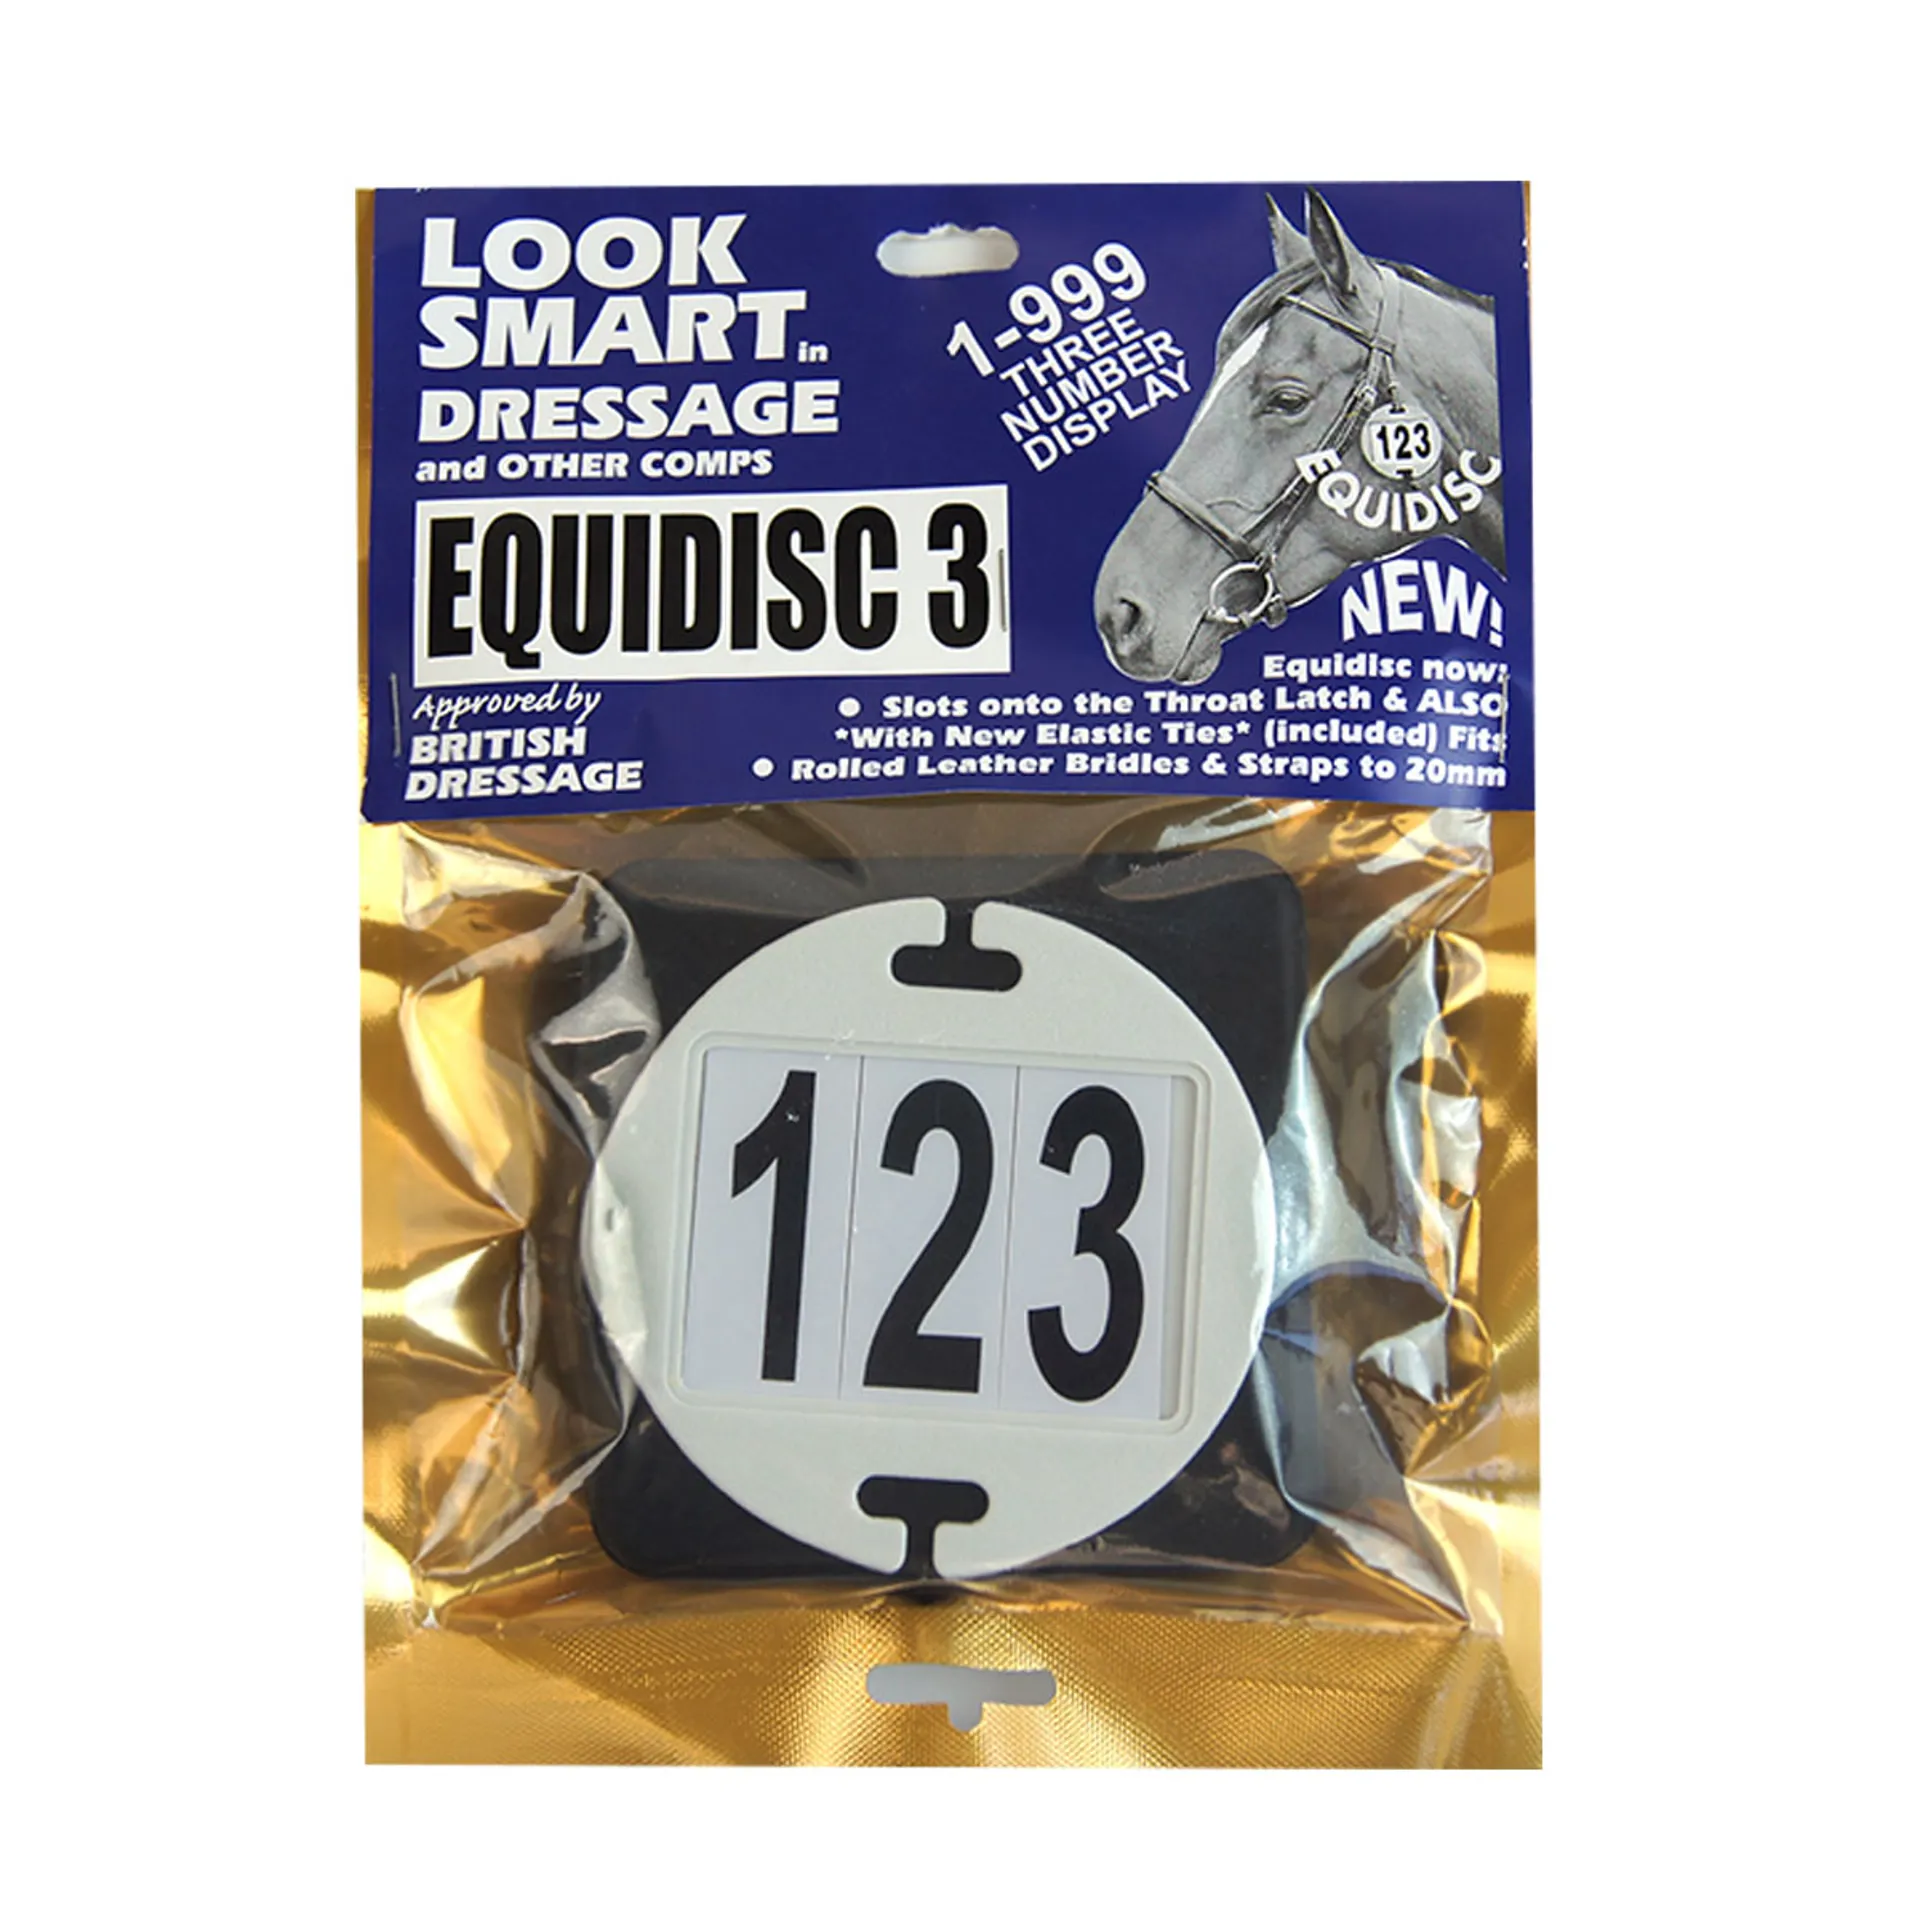 LOOK
SMART in
DRESSAGE
and OTHER COMPS
EQUIDISC 3
Approved by
BRITISH
DRESSAGE
1-999
THREE
NUMBER
DISPLAY
123
EQUIDISC
NEW!
Equidisc now:
● Slots onto the Throat Latch & ALSO
*With New Elastic Ties* (included) Fits
● Rolled Leather Bridles & Straps to 20mm
123